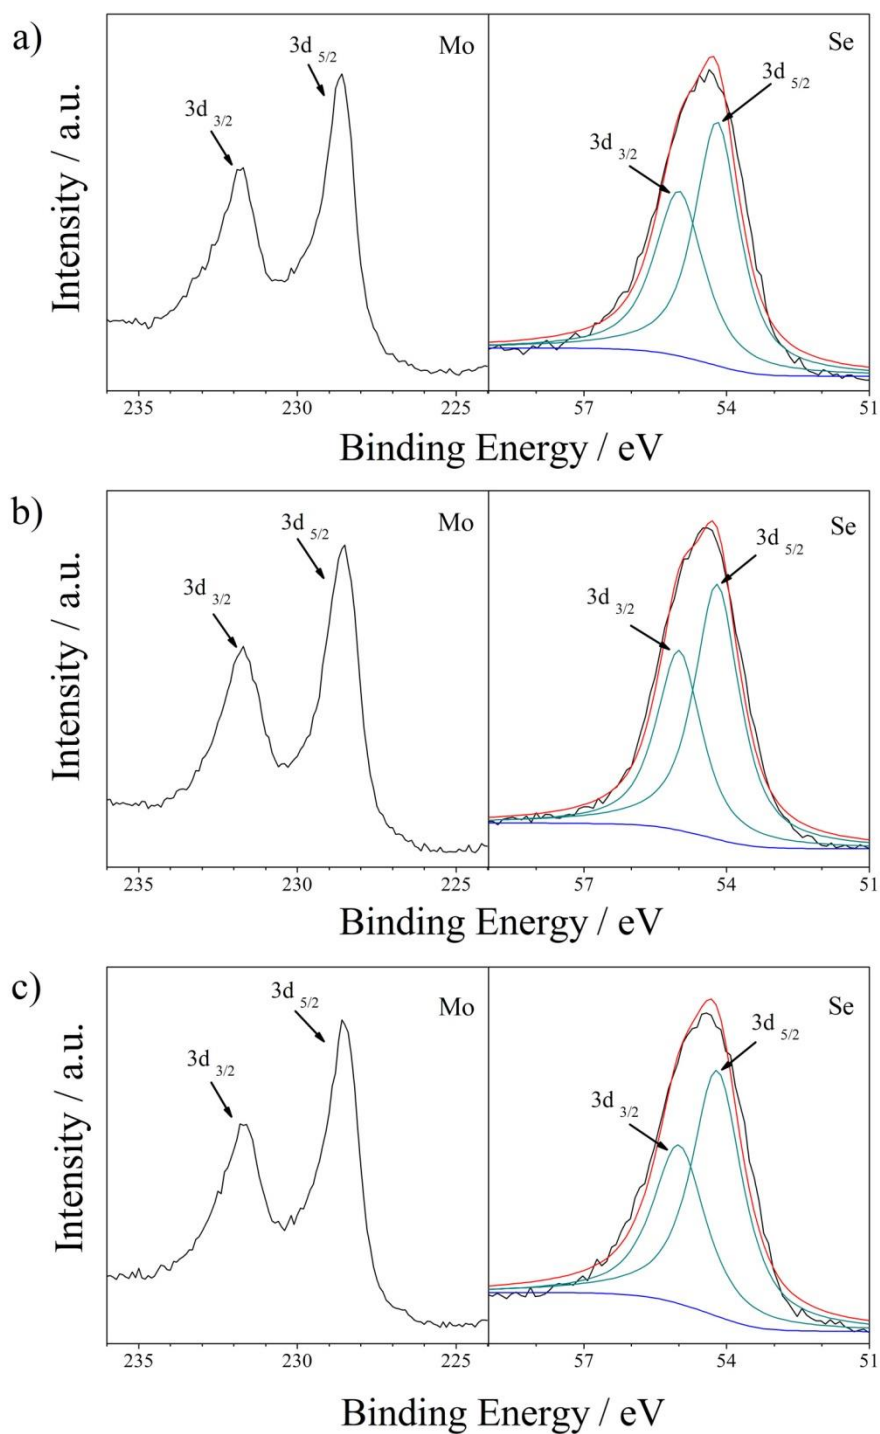 a)
Mo
3d 5/2
3d 3/2
Se
3d 5/2
3d 3/2
Intensity / a.u.
235 230 225 57 54 51
Binding Energy / eV
b)
Mo
3d 5/2
3d 3/2
Se
3d 5/2
3d 3/2
Intensity / a.u.
235 230 225 57 54 51
Binding Energy / eV
c)
Mo
3d 5/2
3d 3/2
Se
3d 5/2
3d 3/2
Intensity / a.u.
235 230 225 57 54 51
Binding Energy / eV